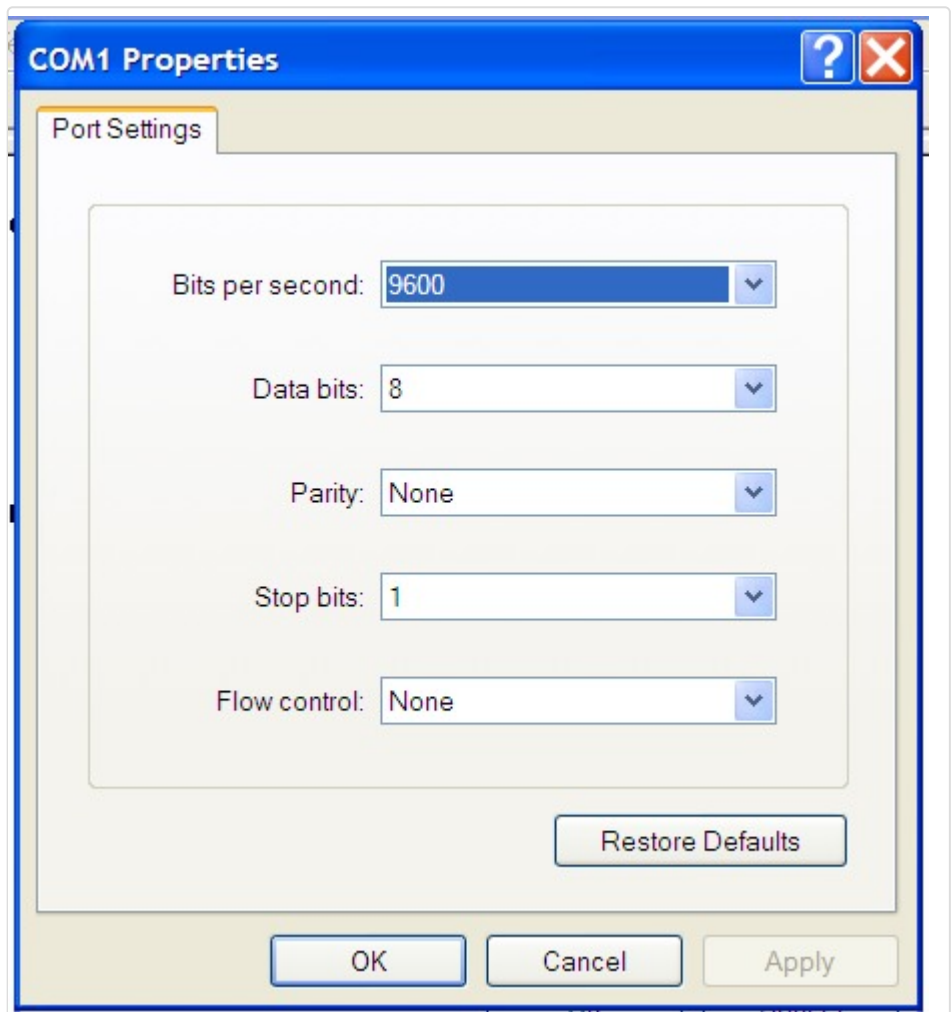 COM1 Properties
Port Settings
Bits per second: 9600
Data bits: 8
Parity: None
Stop bits: 1
Flow control: None
Restore Defaults
OK Cancel Apply